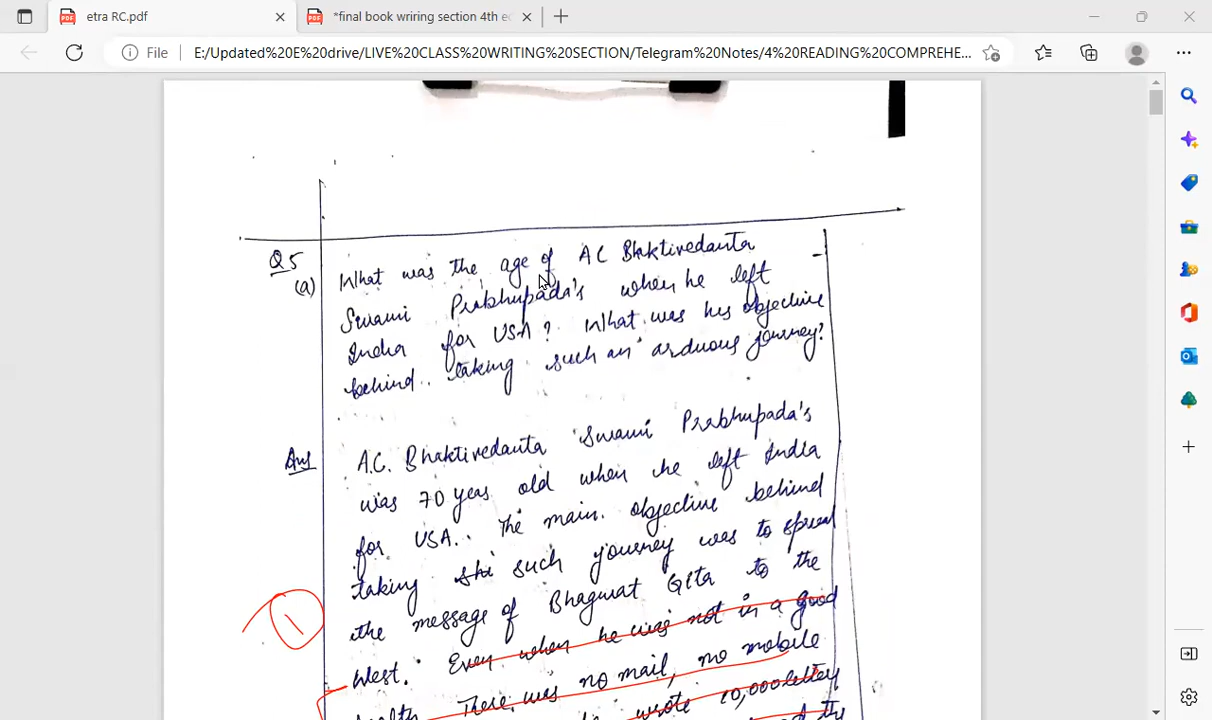 etra RC.pdf
*final book wriring section 4th e
File
E:/Updated%20E%20drive/LIVE%20CLASS%20WRITING%20SECTION/Telegram%20Notes/4%20READING%20COMPREHE...
Q5
(a)
What was the age of AC Bhaktivedanta
Swami Prabhupada's when he left
India for USA? What was his objective
behind taking such an arduous journey?
Ans
A.C. Bhaktivedanta Swami Prabhupada's
was 70 yeas old when he left India
for USA. The main objective behind
taking such journey was to spread
the message of Bhagwat Gita to the
1
West. Even when he was not in a good
health There was no mail, no mobile
wrote 10,000 letter